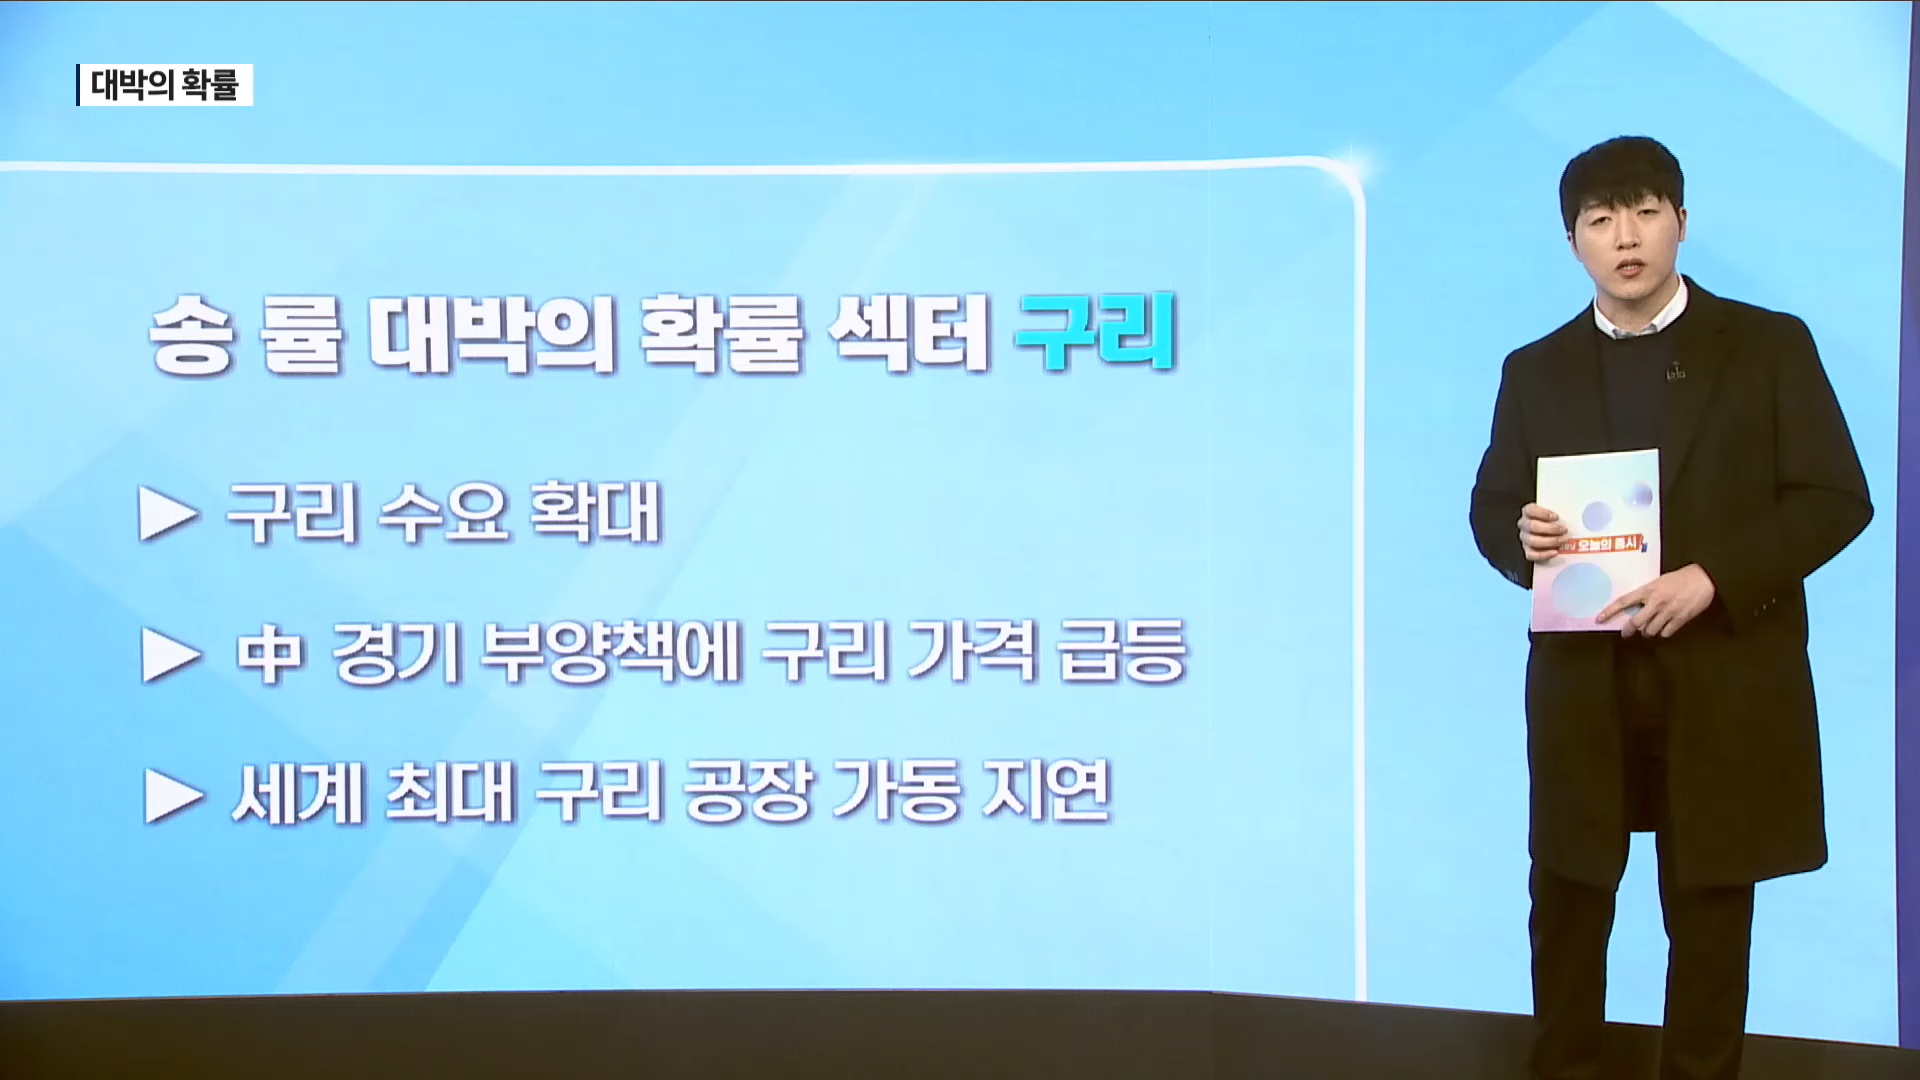 대박의 확률
송 률 대박의 확률 섹터 구리
▶ 구리 수요 확대
▶ 中 경기 부양책에 구리 가격 급등
▶ 세계 최대 구리 공장 가동 지연
오늘의 증시